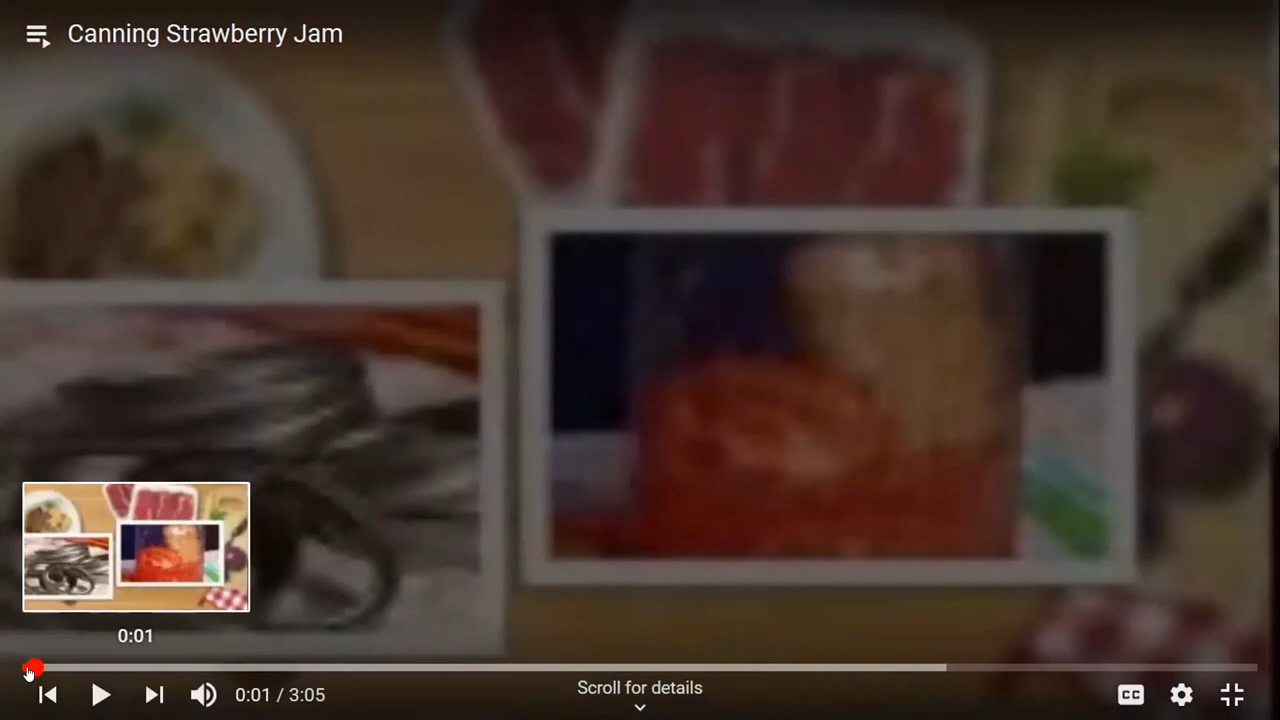 Canning Strawberry Jam
0:01
0:01 / 3:05
Scroll for details
CC